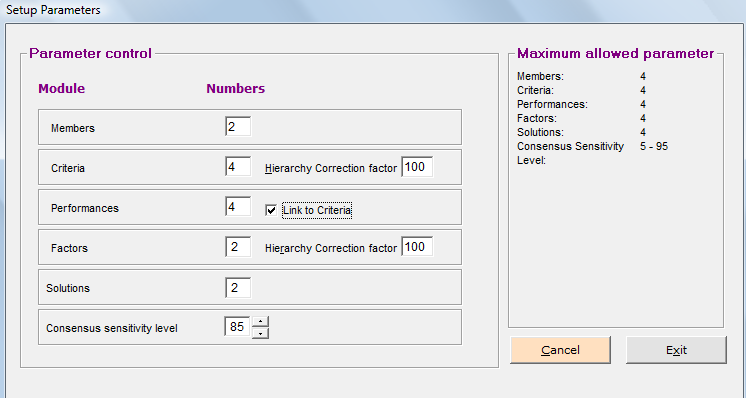 Setup Parameters
Parameter control
Module Numbers
Members 2
Criteria 4 Hierarchy Correction factor 100
Performances 4 Link to Criteria
Factors 2 Hierarchy Correction factor 100
Solutions 2
Consensus sensitivity level 85
Maximum allowed parameter
Members: 4
Criteria: 4
Performances: 4
Factors: 4
Solutions: 4
Consensus Sensitivity 5 - 95
Level:
Cancel Exit